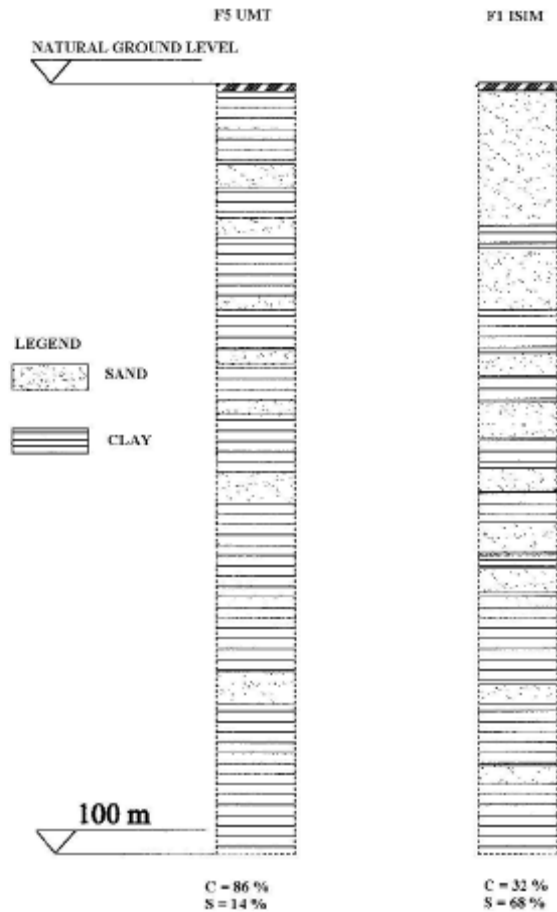 F5 UMT
F1 ISIM
NATURAL GROUND LEVEL
LEGEND
SAND
CLAY
100 m
C = 86 %
S = 14 %
C = 32 %
S = 68 %